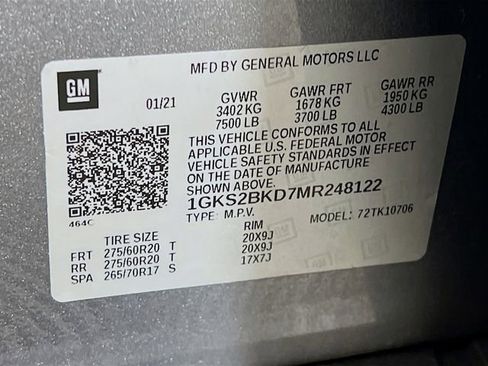 MFD BY GENERAL MOTORS LLC
GM
01/21
GVWR GAWR FRT GAWR RR
3402 KG 1678 KG 1950 KG
7500 LB 3700 LB 4300 LB
THIS VEHICLE CONFORMS TO ALL
APPLICABLE U.S. FEDERAL MOTOR
VEHICLE SAFETY STANDARDS IN EFFECT
ON THE DATE OF MANUFACTURE
SHOWN ABOVE.
1GKS2BKD7MR248122
464C
TYPE: M.P.V. MODEL: 72TK10706
TIRE SIZE RIM
FRT 275/60R20 T 20X9J
RR 275/60R20 T 20X9J
SPA 265/70R17 S 17X7J